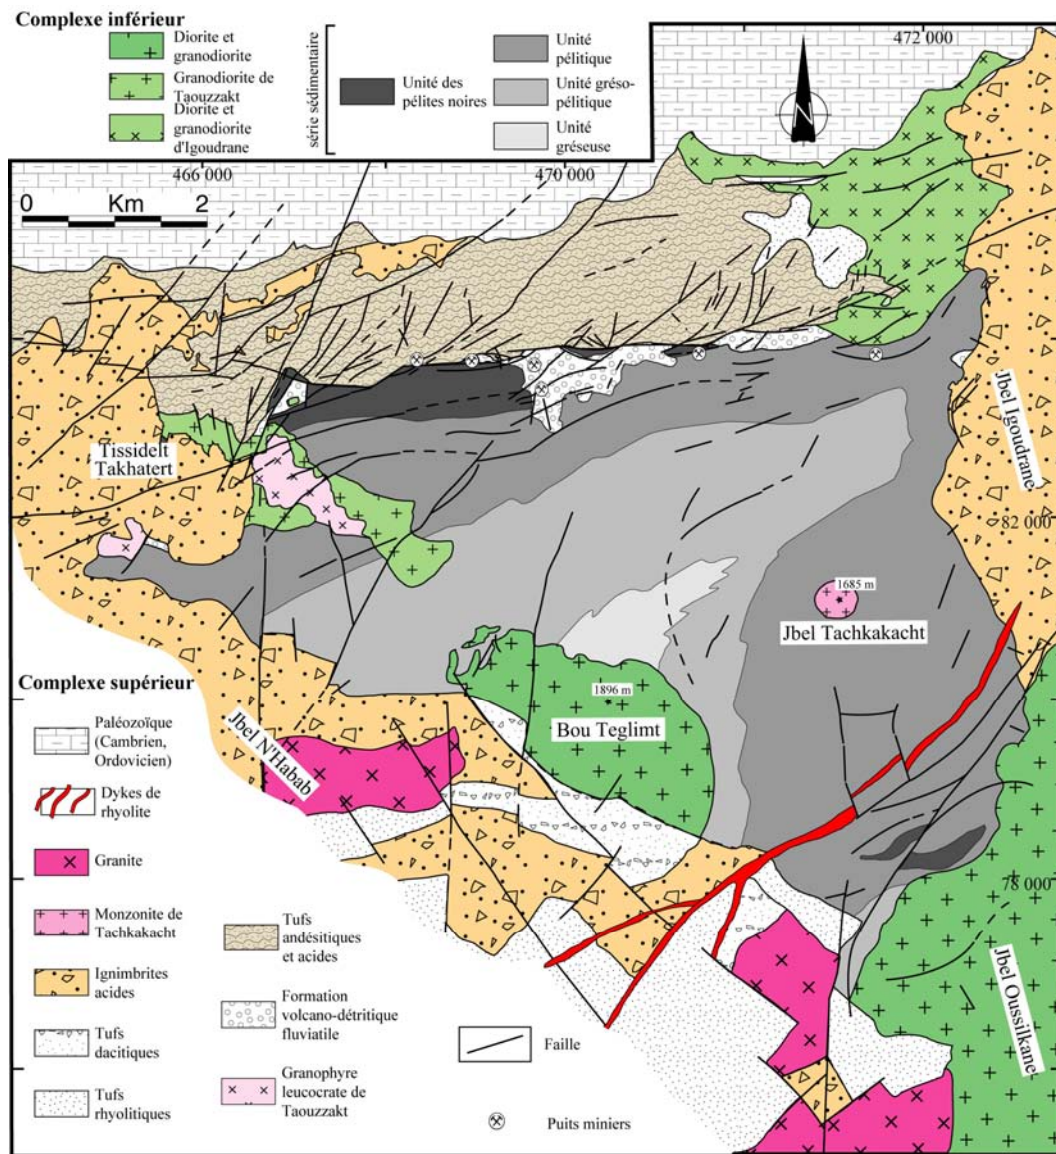 Complexe inférieur
Diorite et
granodiorite
Granodiorite de
Taouzzakt
Diorite et
granodiorite
d'Igoudrane
série sédimentaire
Unité des
pélites noires
Unité
pélitique
Unité gréso-
pélitique
Unité
gréseuse
472 000
N
466 000
470 000
0 Km 2
Tissidelt
Takhatert
Jbel Igoudrane
82 000
1685 m
Jbel Tachkakacht
1896 m
Bou Teglimt
Jbel N'Habab
78 000
Jbel Oussilkane
Complexe supérieur
Paléozoïque
(Cambrien,
Ordovicien)
Dykes de
rhyolite
Granite
Monzonite de
Tachkakacht
Ignimbrites
acides
Tufs
dacitiques
Tufs
rhyolitiques
Tufs
andésitiques
et acides
Formation
volcano-détritique
fluviatile
Granophyre
leucocrate de
Taouzzakt
Faille
Puits miniers